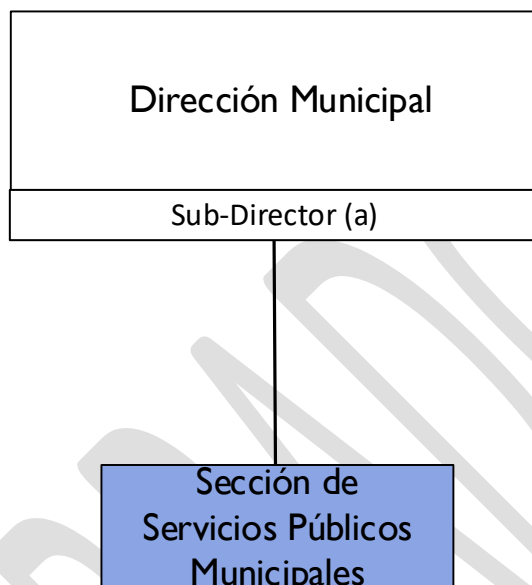 Dirección Municipal
Sub-Director (a)
Sección de
Servicios Públicos
Municipales